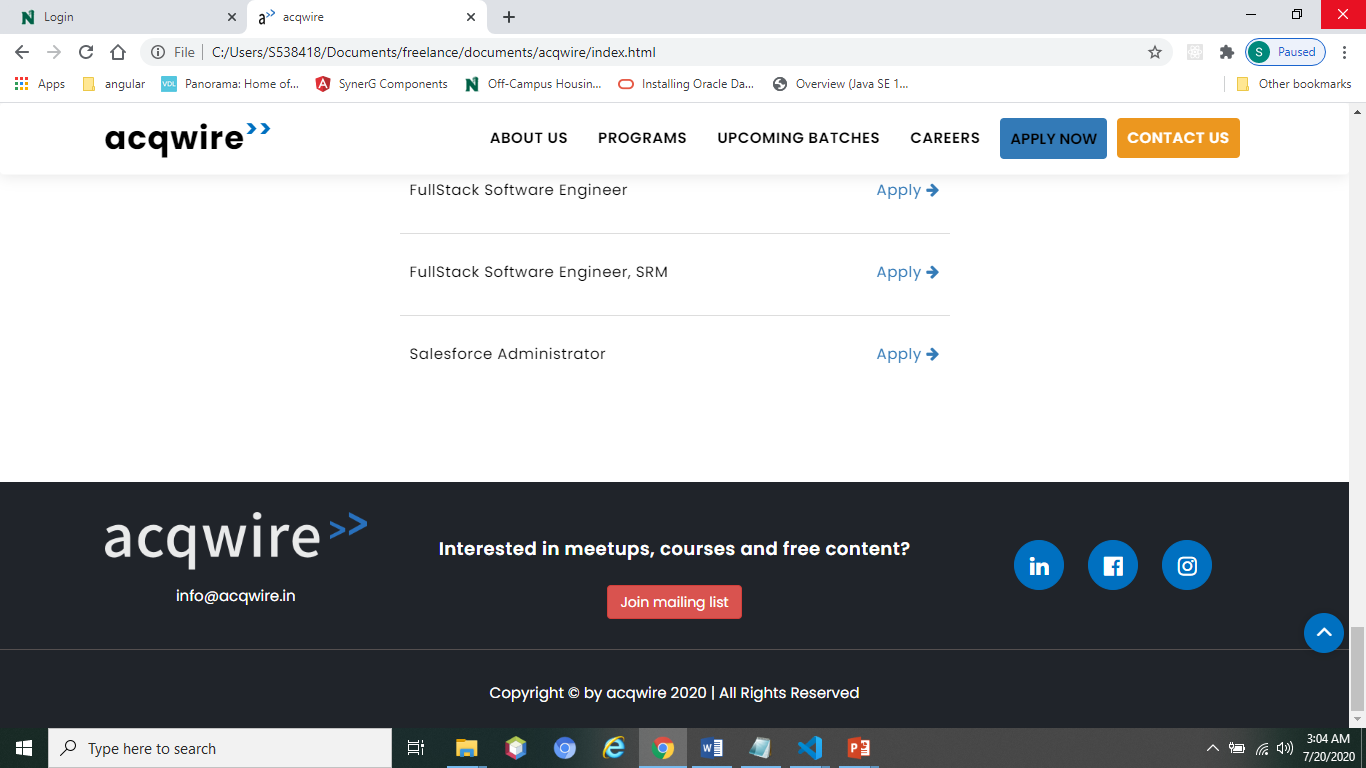 Login
acqwire
File
C:/Users/S538418/Documents/freelance/documents/acqwire/index.html
S Paused
Apps angular Panorama: Home of... SynerG Components Off-Campus Housin... Installing Oracle Da... Overview (Java SE 1... Other bookmarks
acqwire ABOUT US PROGRAMS UPCOMING BATCHES CAREERS APPLY NOW CONTACT US
FullStack Software Engineer Apply
FullStack Software Engineer, SRM Apply
Salesforce Administrator Apply
acqwire
info@acqwire.in
Interested in meetups, courses and free content?
Join mailing list
Copyright © by acqwire 2020 | All Rights Reserved
Type here to search
3:04 AM
7/20/2020